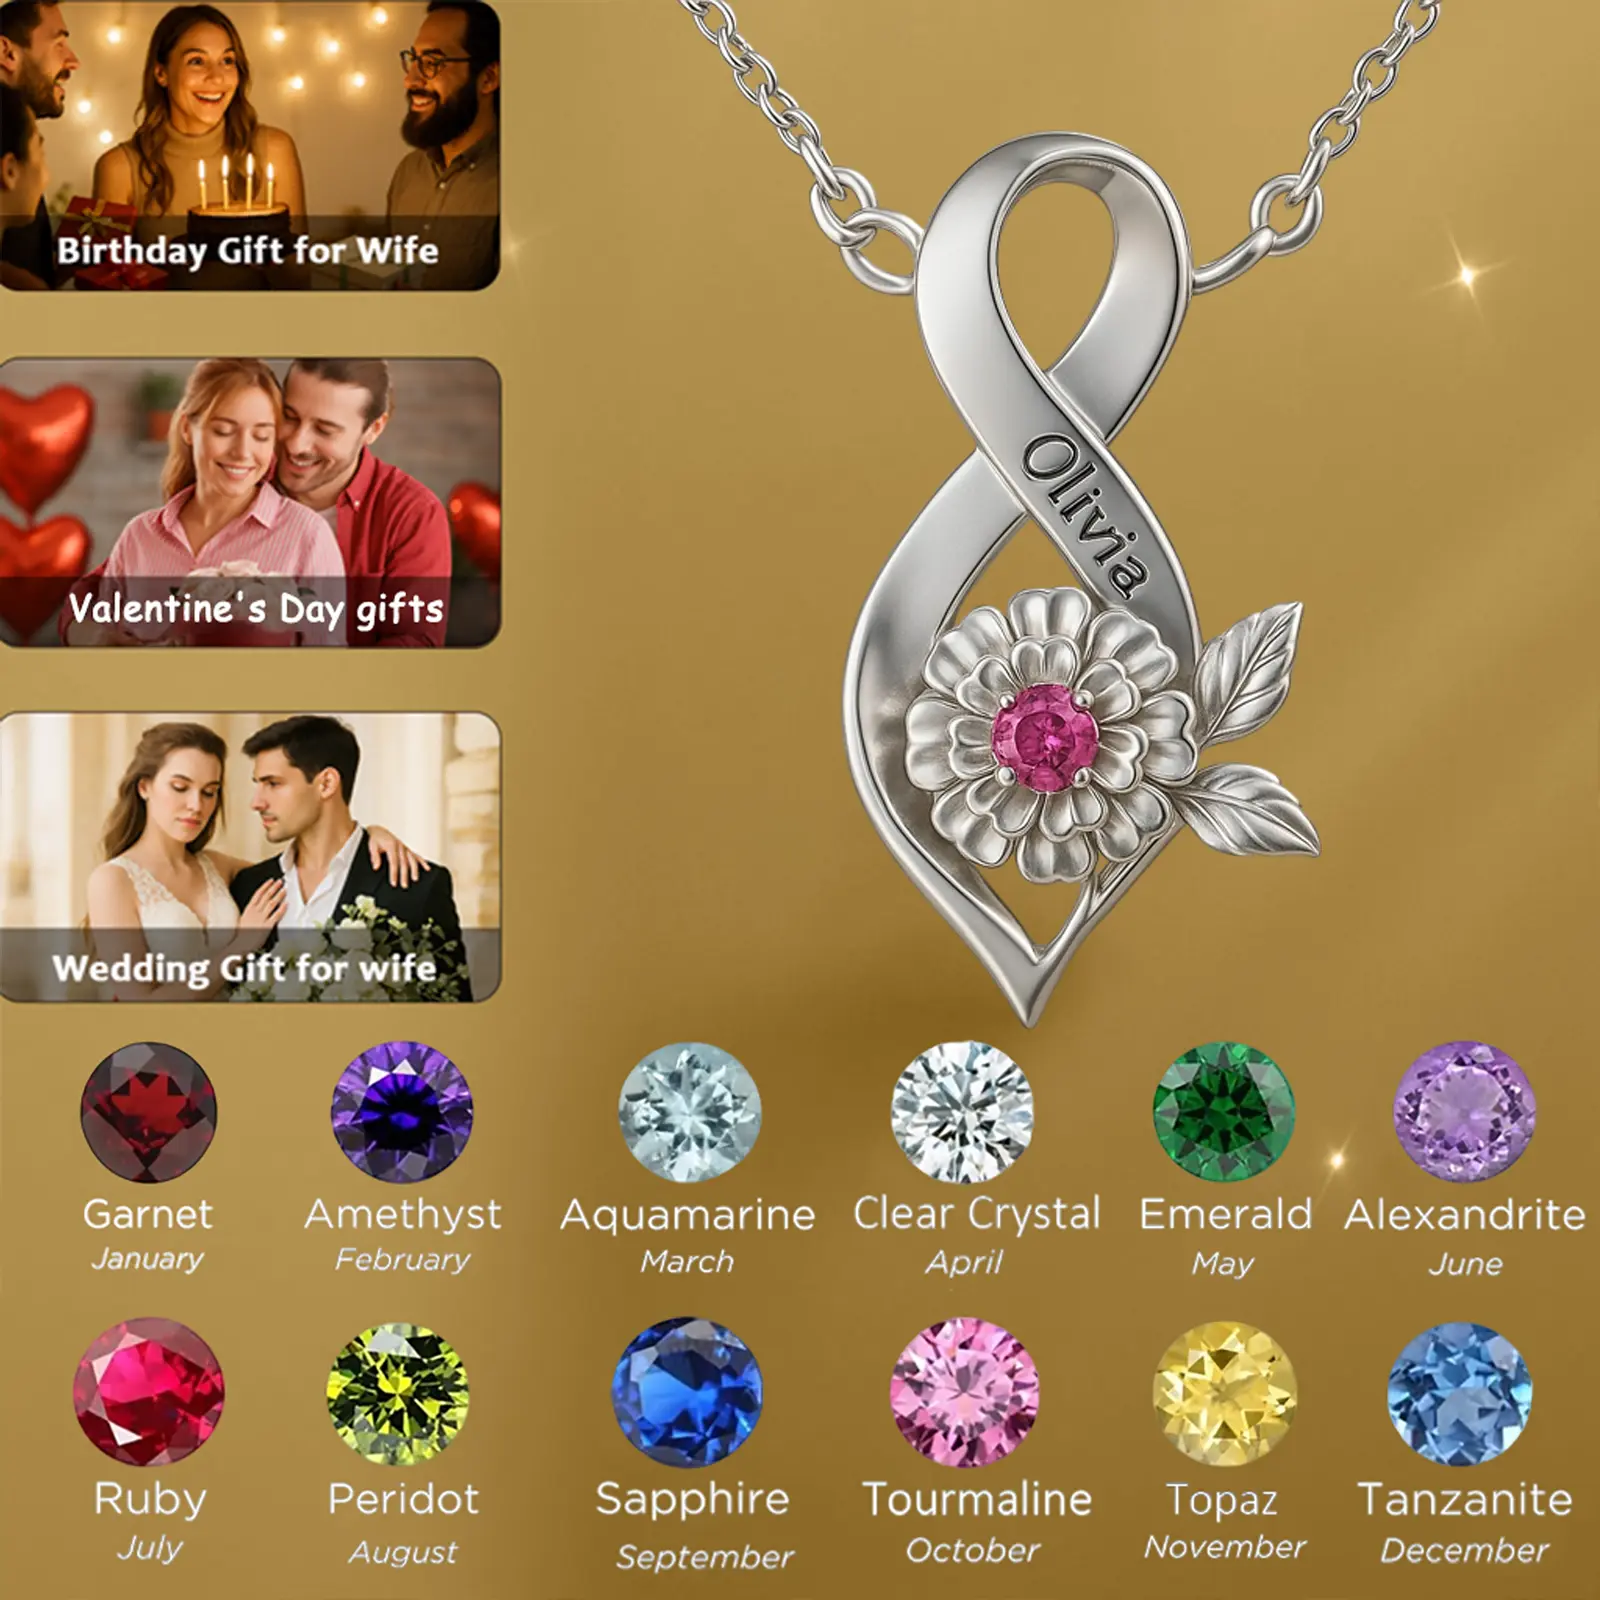 Birthday Gift for Wife
Valentine's Day gifts
Wedding Gift for wife
Olivia
Garnet
January
Amethyst
February
Aquamarine
March
Clear Crystal
April
Emerald
May
Alexandrite
June
Ruby
July
Peridot
August
Sapphire
September
Tourmaline
October
Topaz
November
Tanzanite
December